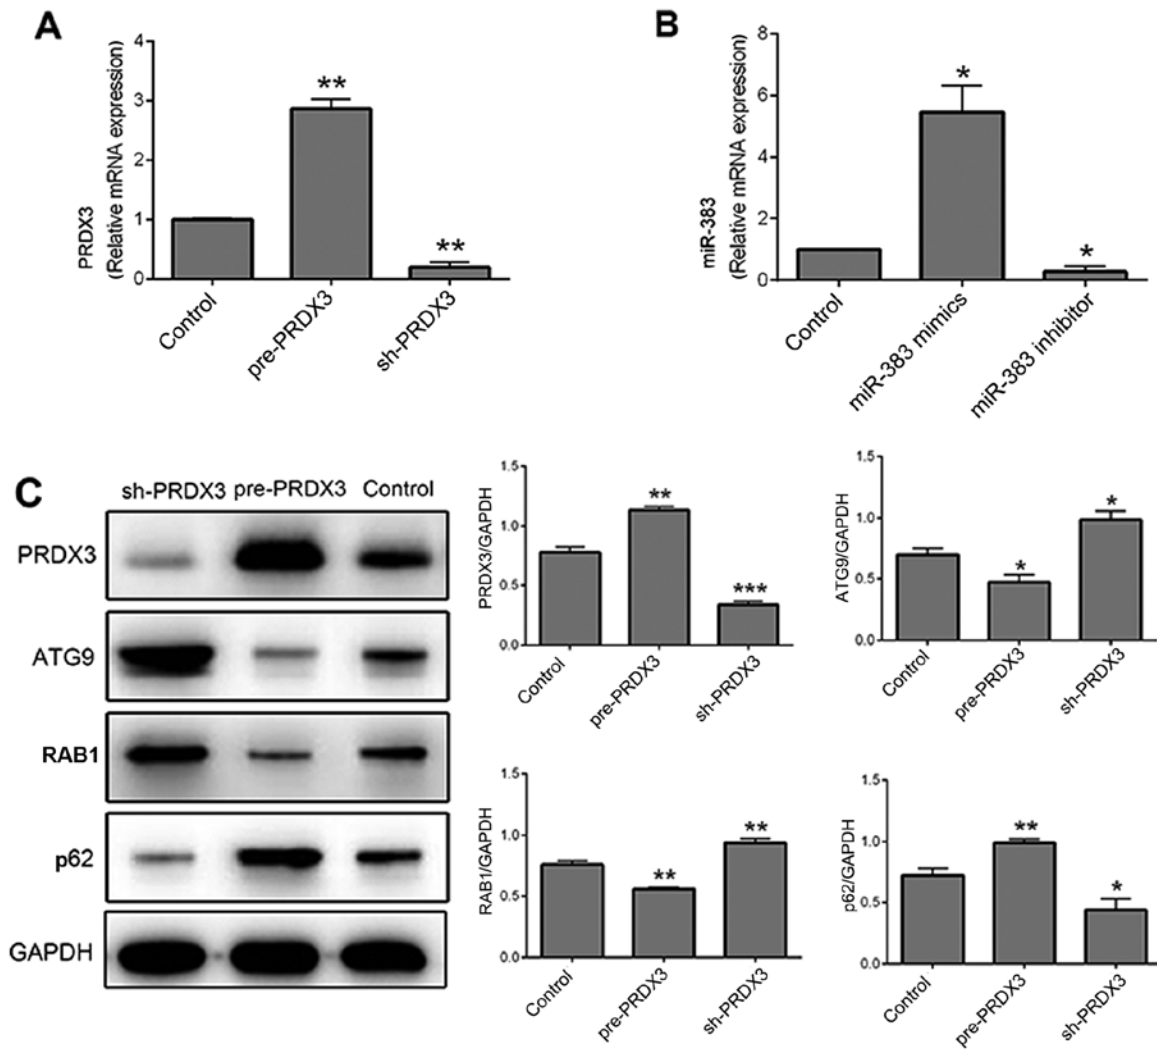 A
PRDX3
(Relative mRNA expression)
4
3
2
1
0
**
**
Control
pre-PRDX3
sh-PRDX3
B
miR-383
(Relative mRNA expression)
8
6
4
2
0
*
*
Control
miR-383 mimics
miR-383 inhibitor
C
sh-PRDX3 pre-PRDX3 Control
PRDX3
ATG9
RAB1
p62
GAPDH
PRDX3/GAPDH
1.5
1.0
0.5
0.0
**
***
Control
pre-PRDX3
sh-PRDX3
ATG9/GAPDH
1.5
1.0
0.5
0.0
*
*
Control
pre-PRDX3
sh-PRDX3
RAB1/GAPDH
1.5
1.0
0.5
0.0
**
**
Control
pre-PRDX3
sh-PRDX3
p62/GAPDH
1.5
1.0
0.5
0.0
**
*
Control
pre-PRDX3
sh-PRDX3